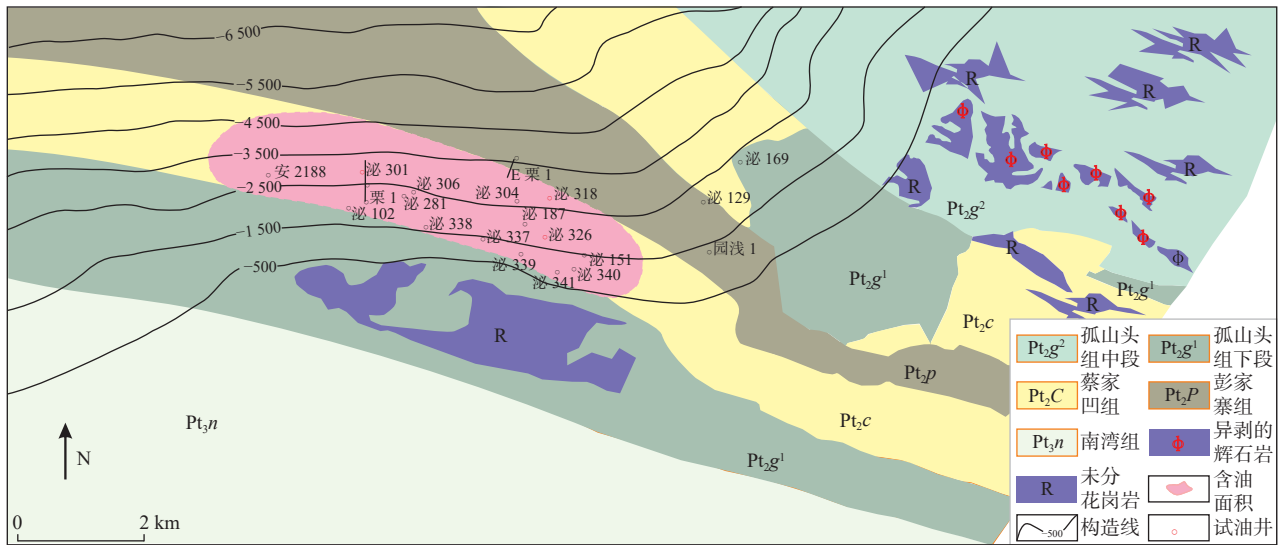 −6 500
−5 500
−4 500
−3 500
−2 500
−1 500
−500
安 2188
泌 301
栗 1
泌 102
泌 306
泌 281
泌 338
泌 304
E 栗 1
泌 318
泌 187
泌 326
泌 337
泌 339
泌 151
泌 340
泌 341
泌 169
泌 129
园浅 1
R
R
R
R
R
R
R
R
ϕ
ϕ
ϕ
ϕ
ϕ
ϕ
ϕ
ϕ
ϕ
Pt₂g²
Pt₂g¹
Pt₂g¹
Pt₂c
Pt₂p
Pt₂c
Pt₂g¹
Pt₃n
N
0 2 km
Pt₂g² 孤山头
组中段
Pt₂g¹ 孤山头
组下段
Pt₂C 蔡家
凹组
Pt₂P 彭家
寨组
Pt₃n 南湾组
ϕ 异剥的
辉石岩
R 未分
花岗岩
含油
面积
−500 构造线
试油井